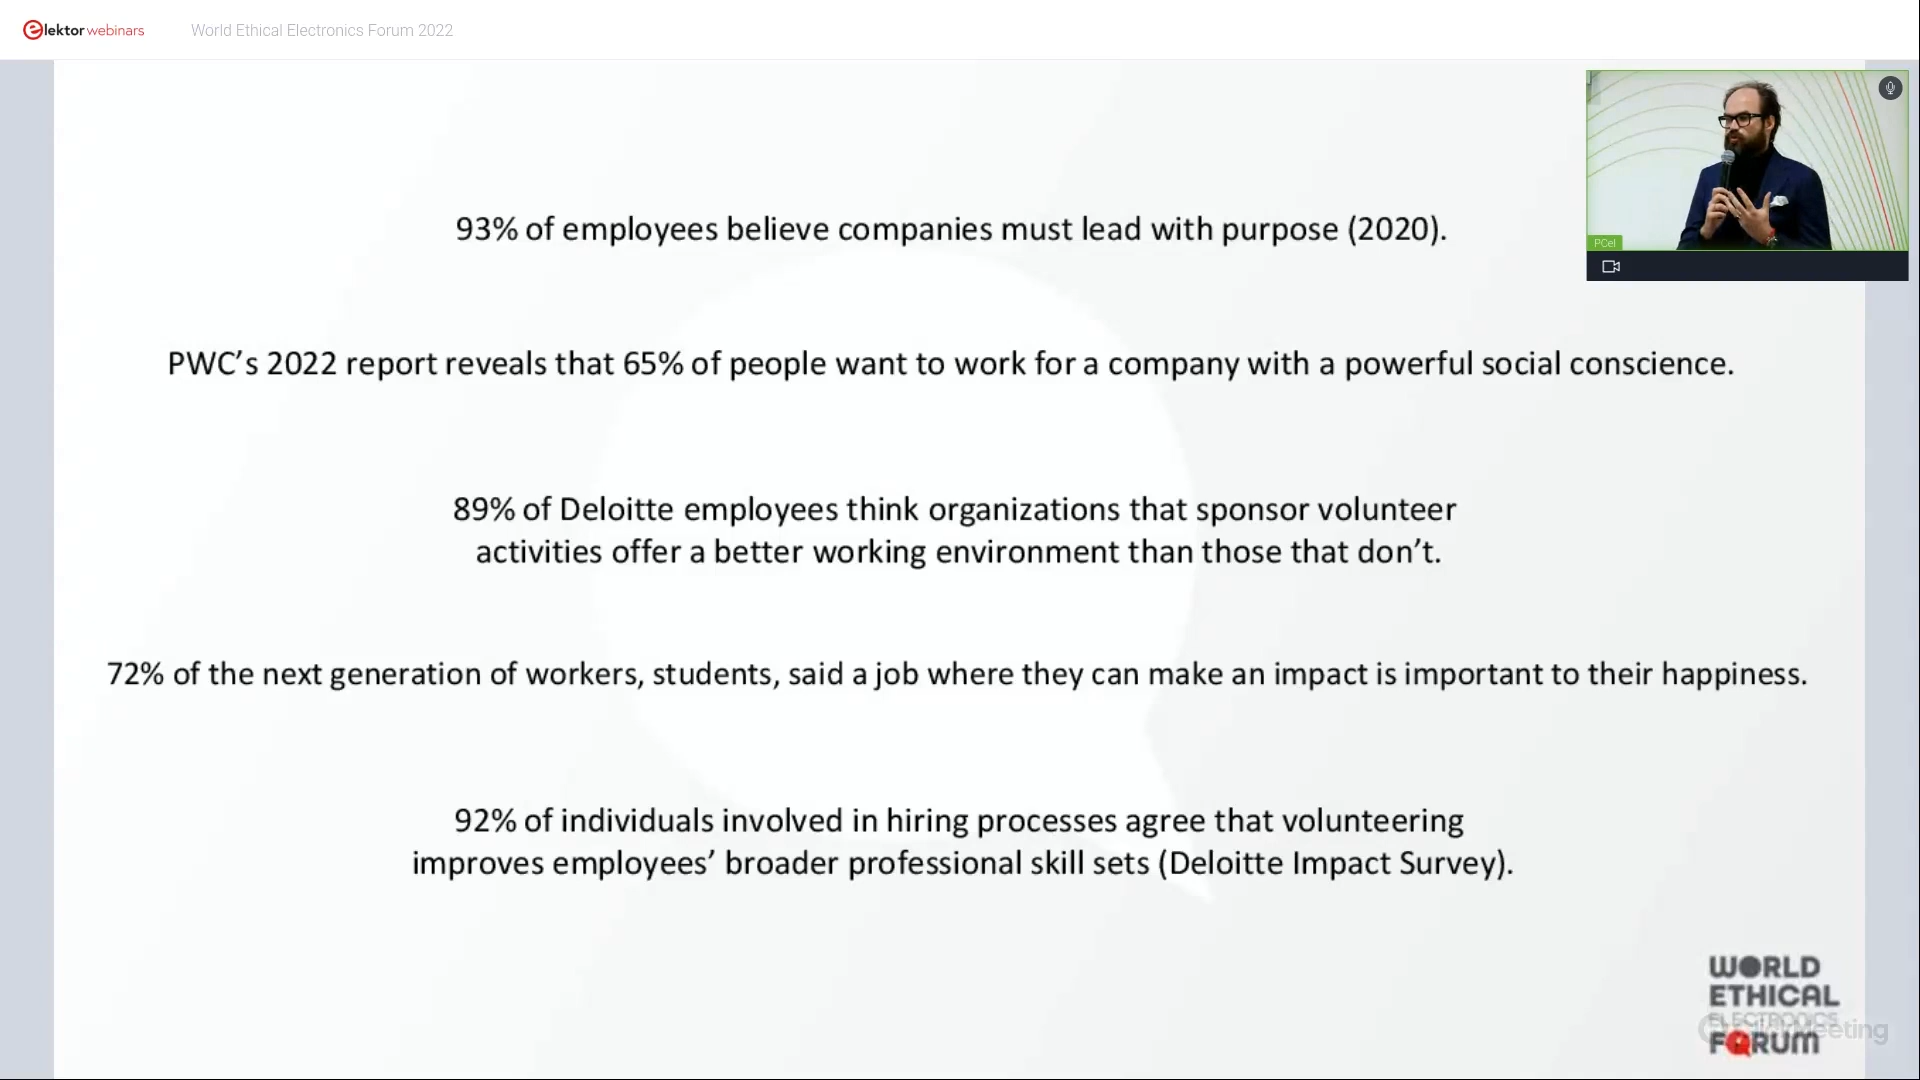 elektor webinars
World Ethical Electronics Forum 2022
PCel
93% of employees believe companies must lead with purpose (2020).
PWC’s 2022 report reveals that 65% of people want to work for a company with a powerful social conscience.
89% of Deloitte employees think organizations that sponsor volunteer
activities offer a better working environment than those that don’t.
72% of the next generation of workers, students, said a job where they can make an impact is important to their happiness.
92% of individuals involved in hiring processes agree that volunteering
improves employees’ broader professional skill sets (Deloitte Impact Survey).
WORLD
ETHICAL
ELECTRONICS
ClickMeeting
FORUM